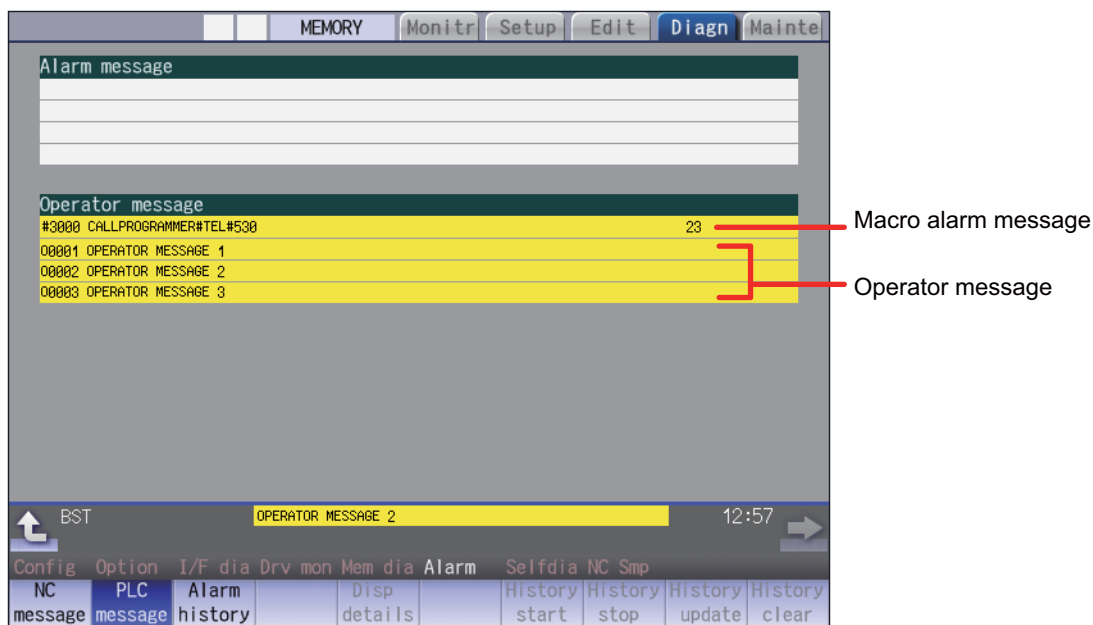 MEMORY Monitr Setup Edit Diagn Mainte
Alarm message
Operator message
#3000 CALLPROGRAMMER#TEL#530 23
O0001 OPERATOR MESSAGE 1
O0002 OPERATOR MESSAGE 2
O0003 OPERATOR MESSAGE 3
Macro alarm message
Operator message
BST OPERATOR MESSAGE 2 12:57
Config Option I/F dia Drv mon Mem dia Alarm Selfdia NC Smp
NC PLC Alarm Disp History History History History
message message history details start stop update clear